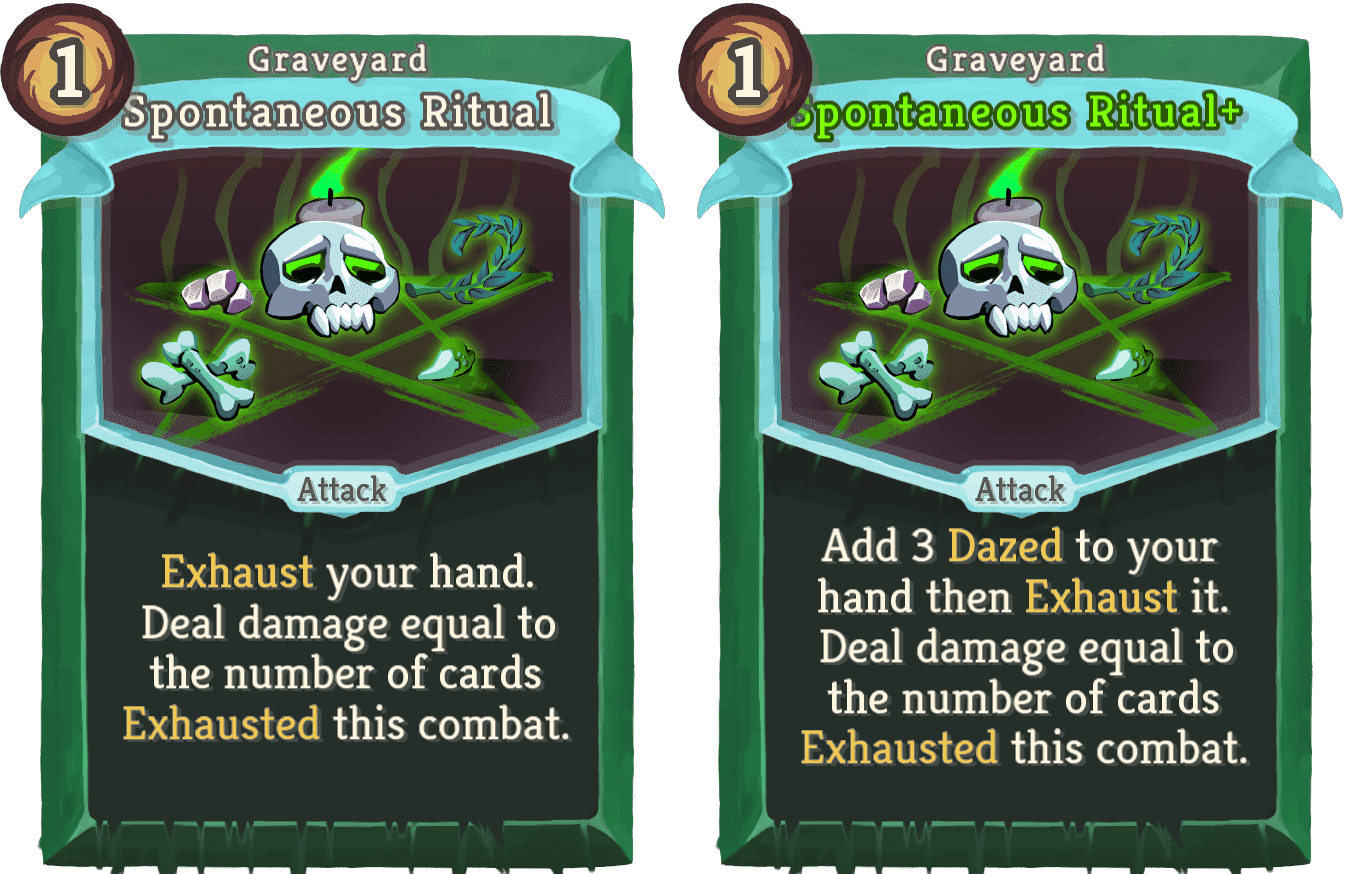 1
Graveyard
Spontaneous Ritual
Attack
Exhaust your hand.
Deal damage equal to
the number of cards
Exhausted this combat.
1
Graveyard
Spontaneous Ritual+
Attack
Add 3 Dazed to your
hand then Exhaust it.
Deal damage equal to
the number of cards
Exhausted this combat.